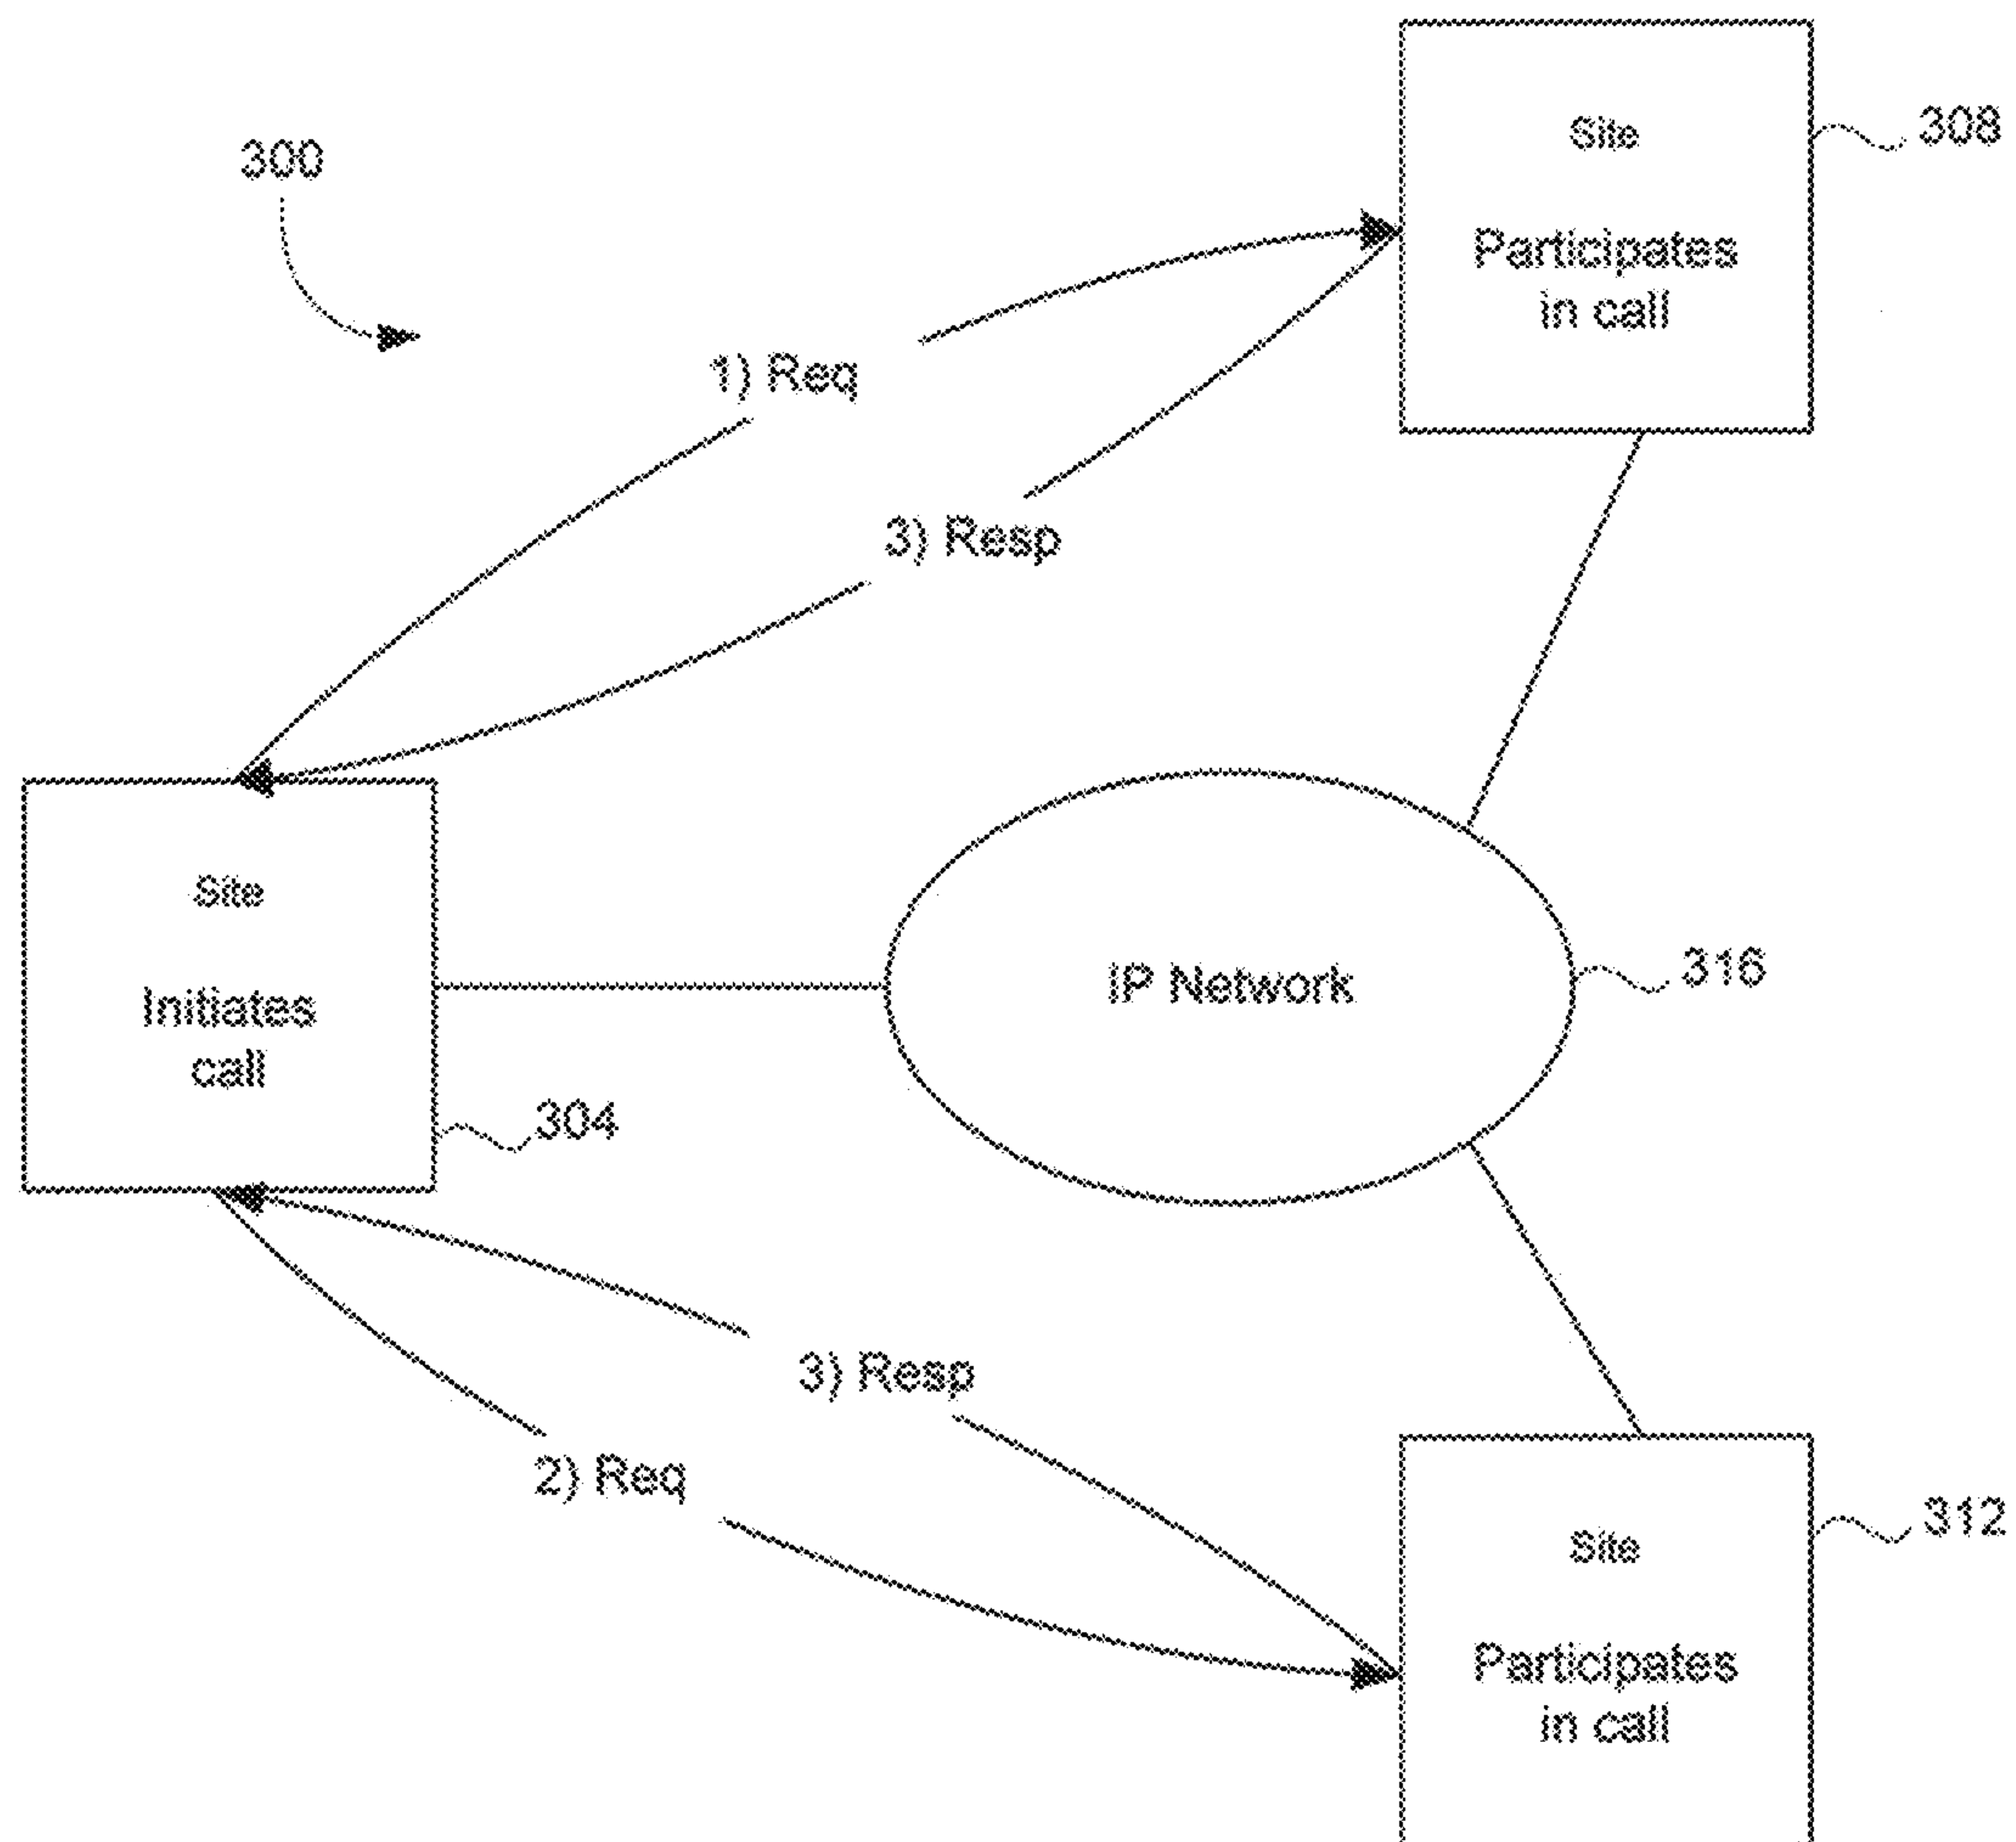 Site
308
300
Participates
in call
1) Req
3) Resp
Site
IP Network
316
Initiates
call
304
3) Resp
2) Req
Site
312
Participates
in call